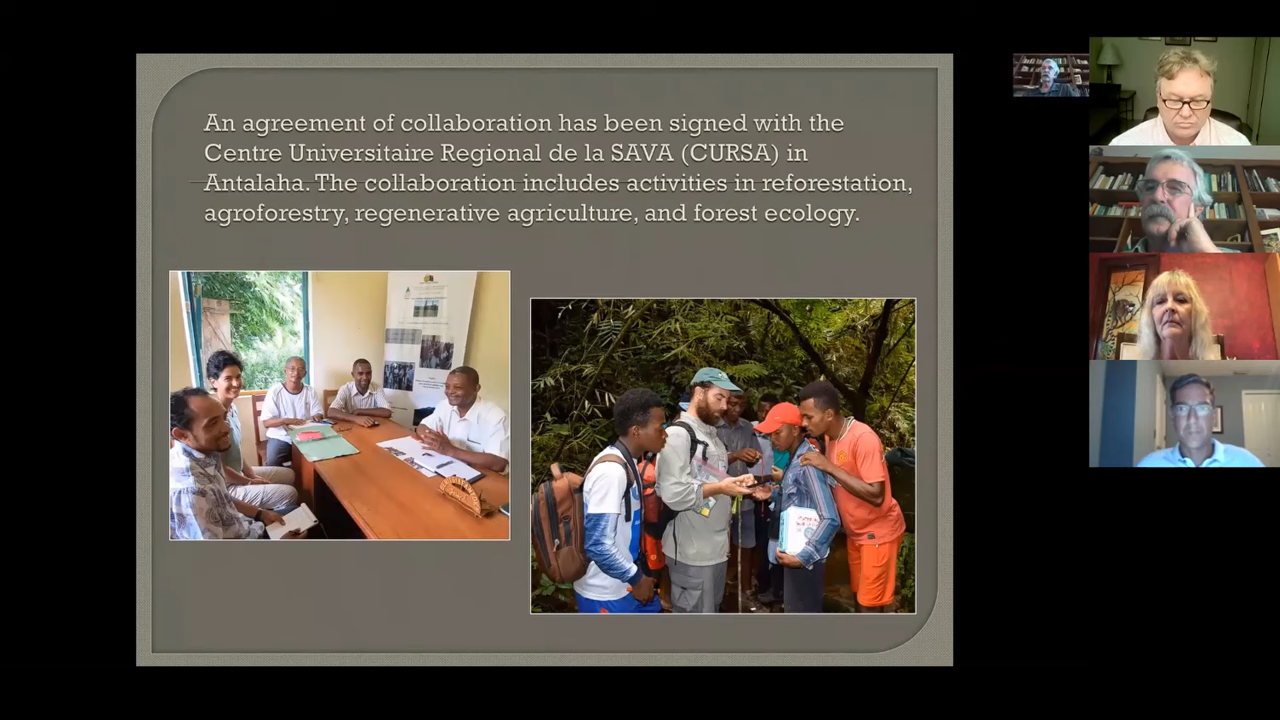 An agreement of collaboration has been signed with the
Centre Universitaire Regional de la SAVA (CURSA) in
Antalaha. The collaboration includes activities in reforestation,
agroforestry, regenerative agriculture, and forest ecology.